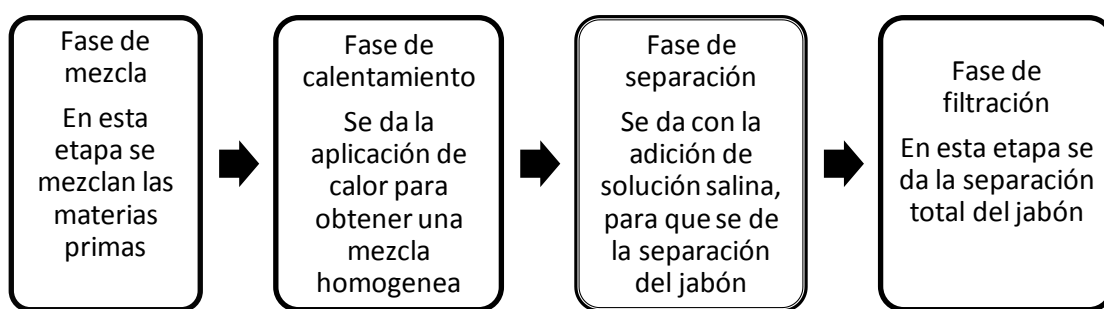 Fase de
mezcla
En esta
etapa se
mezclan las
materias
primas
Fase de
calentamiento
Se da la
aplicación de
calor para
obtener una
mezcla
homogenea
Fase de
separación
Se da con la
adición de
solución salina,
para que se de
la separación
del jabón
Fase de
filtración
En esta etapa se
da la separación
total del jabón